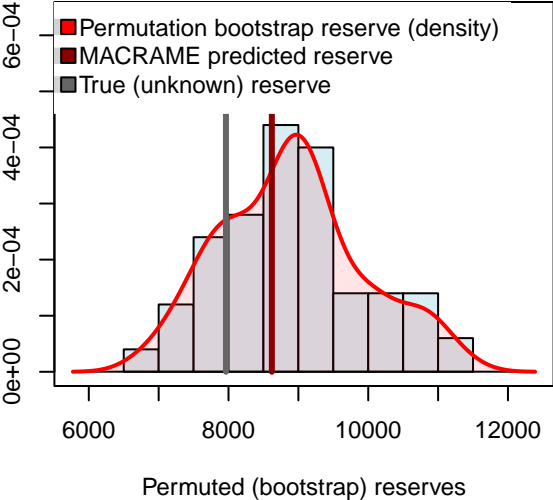 Permutation bootstrap reserve (density)
MACRAME predicted reserve
True (unknown) reserve
6e−04
4e−04
2e−04
0e+00
6000 8000 10000 12000
Permuted (bootstrap) reserves